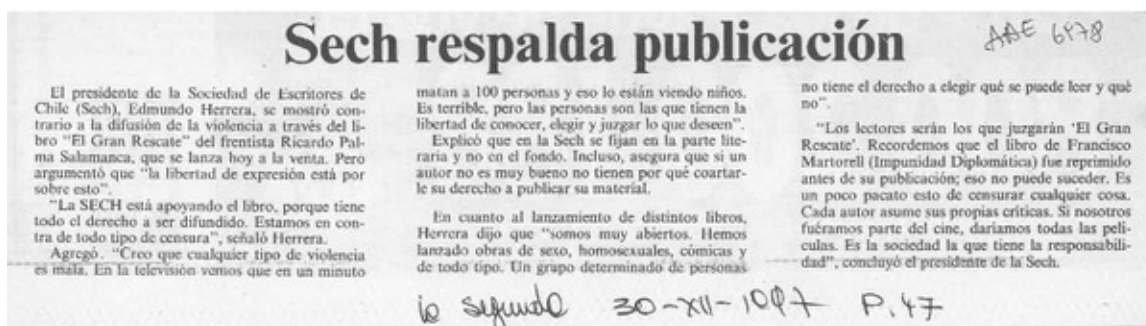 Sech respalda publicación
AAE 6478
El presidente de la Sociedad de Escritores de
Chile (Sech), Edmundo Herrera, se mostró con-
trario a la difusión de la violencia a través del li-
bro "El Gran Rescate" del frentista Ricardo Pal-
ma Salamanca, que se lanza hoy a la venta. Pero
argumentó que "la libertad de expresión está por
sobre esto".
"La SECH está apoyando el libro, porque tiene
todo el derecho a ser difundido. Estamos en con-
tra de todo tipo de censura", señaló Herrera.
Agregó. "Creo que cualquier tipo de violencia
es mala. En la televisión vemos que en un minuto
matan a 100 personas y eso lo están viendo niños.
Es terrible, pero las personas son las que tienen la
libertad de conocer, elegir y juzgar lo que deseen".
Explicó que en la Sech se fijan en la parte lite-
raria y no en el fondo. Incluso, asegura que si un
autor no es muy bueno no tienen por qué coartar-
le su derecho a publicar su material.
En cuanto al lanzamiento de distintos libros,
Herrera dijo que "somos muy abiertos. Hemos
lanzado obras de sexo, homosexuales, cómicas y
de todo tipo. Un grupo determinado de personas
no tiene el derecho a elegir qué se puede leer y qué
no".
"Los lectores serán los que juzgarán 'El Gran
Rescate'. Recordemos que el libro de Francisco
Martorell (Impunidad Diplomática) fue reprimido
antes de su publicación; eso no puede suceder. Es
un poco pacato esto de censurar cualquier cosa.
Cada autor asume sus propias críticas. Si nosotros
fuéramos parte del cine, daríamos todas las pelí-
culas. Es la sociedad la que tiene la responsabili-
dad", concluyó el presidente de la Sech.
la segunda 30-XII-1997 P. 47